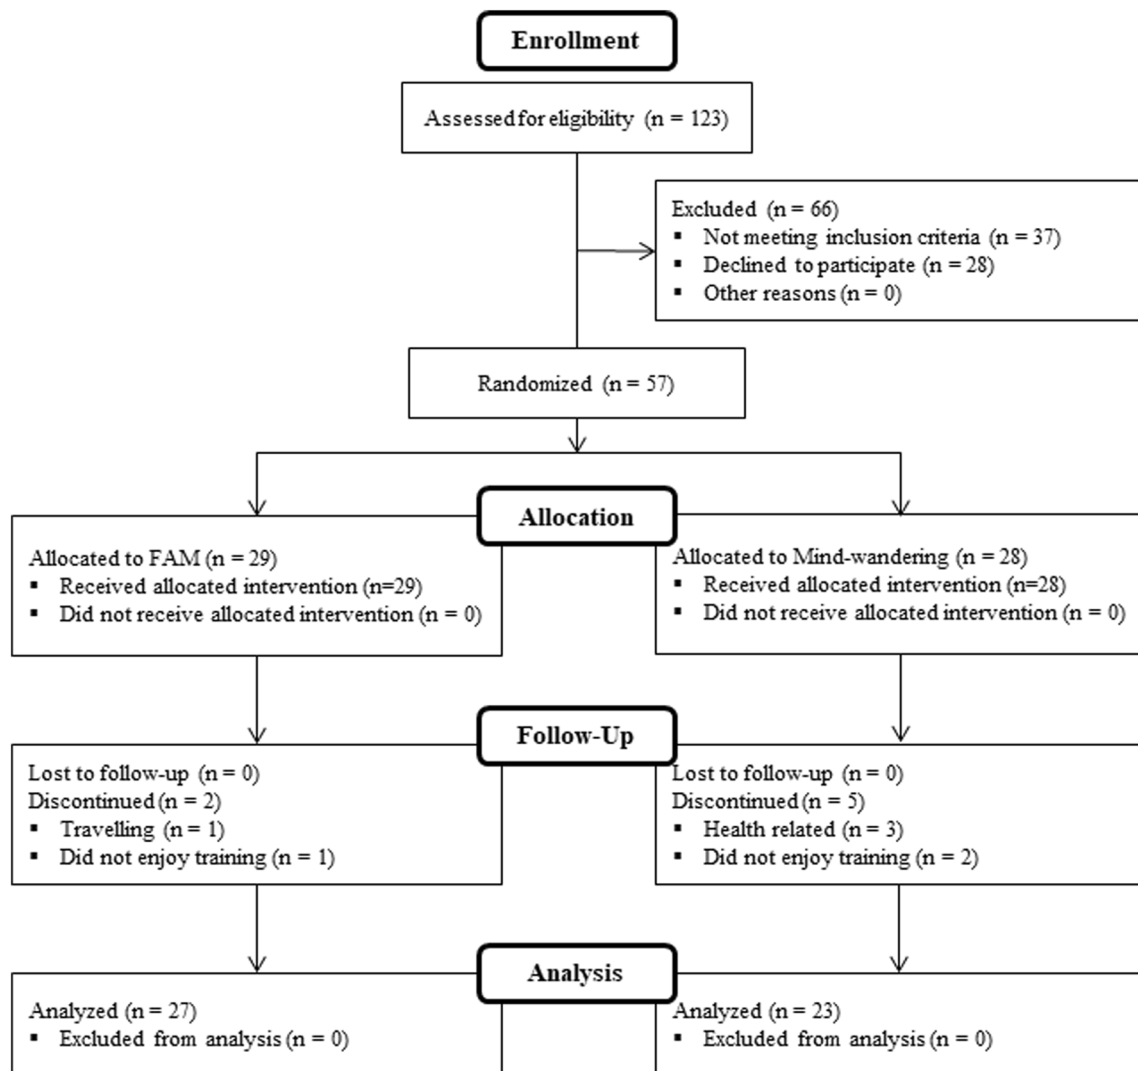 Enrollment
Assessed for eligibility (n = 123)
Excluded (n = 66)
▪ Not meeting inclusion criteria (n = 37)
▪ Declined to participate (n = 28)
▪ Other reasons (n = 0)
Randomized (n = 57)
Allocation
Allocated to FAM (n = 29)
▪ Received allocated intervention (n=29)
▪ Did not receive allocated intervention (n = 0)
Allocated to Mind-wandering (n = 28)
▪ Received allocated intervention (n=28)
▪ Did not receive allocated intervention (n = 0)
Follow-Up
Lost to follow-up (n = 0)
Discontinued (n = 2)
▪ Travelling (n = 1)
▪ Did not enjoy training (n = 1)
Lost to follow-up (n = 0)
Discontinued (n = 5)
▪ Health related (n = 3)
▪ Did not enjoy training (n = 2)
Analysis
Analyzed (n = 27)
▪ Excluded from analysis (n = 0)
Analyzed (n = 23)
▪ Excluded from analysis (n = 0)